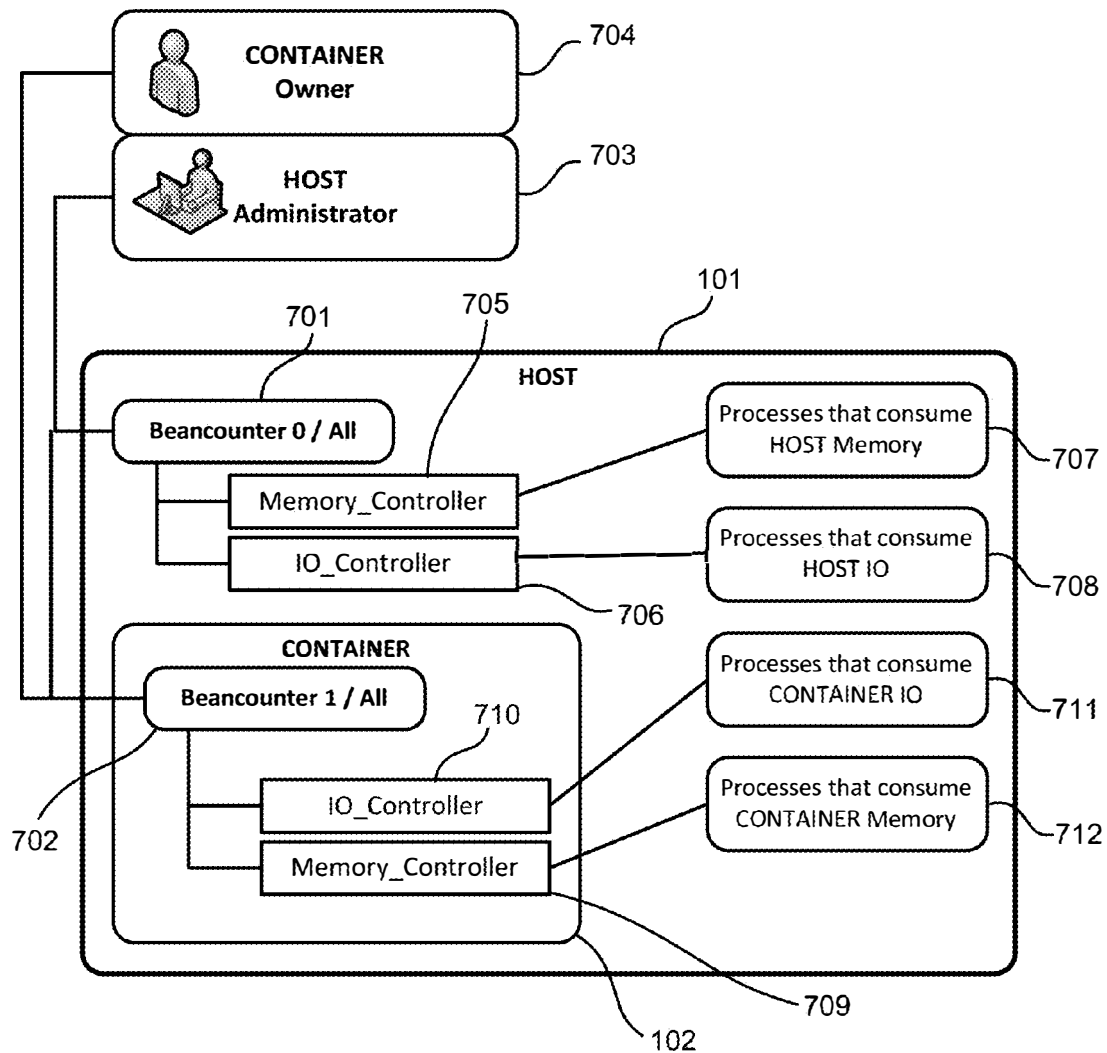 CONTAINER
Owner
704
HOST
Administrator
703
101
705
701
HOST
Beancounter 0 / All
Processes that consume
HOST Memory
707
Memory_Controller
IO_Controller
706
Processes that consume
HOST IO
708
CONTAINER
Beancounter 1 / All
702
710
Processes that consume
CONTAINER IO
711
IO_Controller
Memory_Controller
Processes that consume
CONTAINER Memory
712
709
102